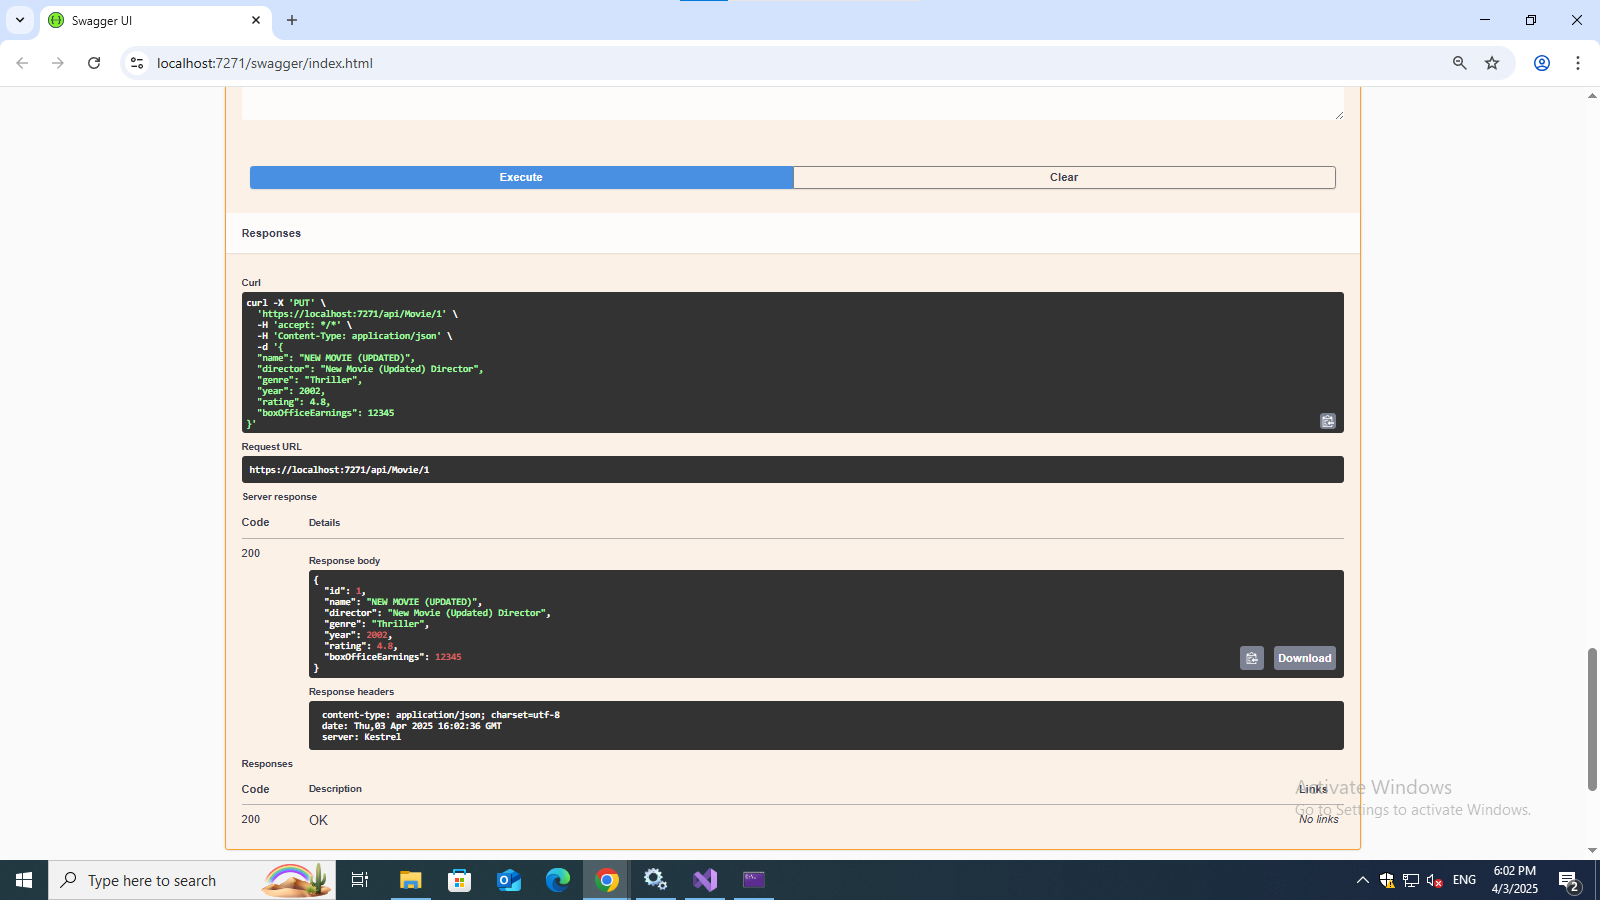 Swagger UI
localhost:7271/swagger/index.html
Execute
Clear
Responses
Curl
curl -X 'PUT' \
'https://localhost:7271/api/Movie/1' \
-H 'accept: */*' \
-H 'Content-Type: application/json' \
-d '{
"name": "NEW MOVIE (UPDATED)",
"director": "New Movie (Updated) Director",
"genre": "Thriller",
"year": 2002,
"rating": 4.8,
"boxOfficeEarnings": 12345
}'
Request URL
https://localhost:7271/api/Movie/1
Server response
Code Details
200
Response body
{
"id": 1,
"name": "NEW MOVIE (UPDATED)",
"director": "New Movie (Updated) Director",
"genre": "Thriller",
"year": 2002,
"rating": 4.8,
"boxOfficeEarnings": 12345
}
Download
Response headers
content-type: application/json; charset=utf-8
date: Thu,03 Apr 2025 16:02:36 GMT
server: Kestrel
Responses
Code Description Links
200 OK No links
Activate Windows
Go to Settings to activate Windows.
Type here to search
ENG
6:02 PM
4/3/2025
2